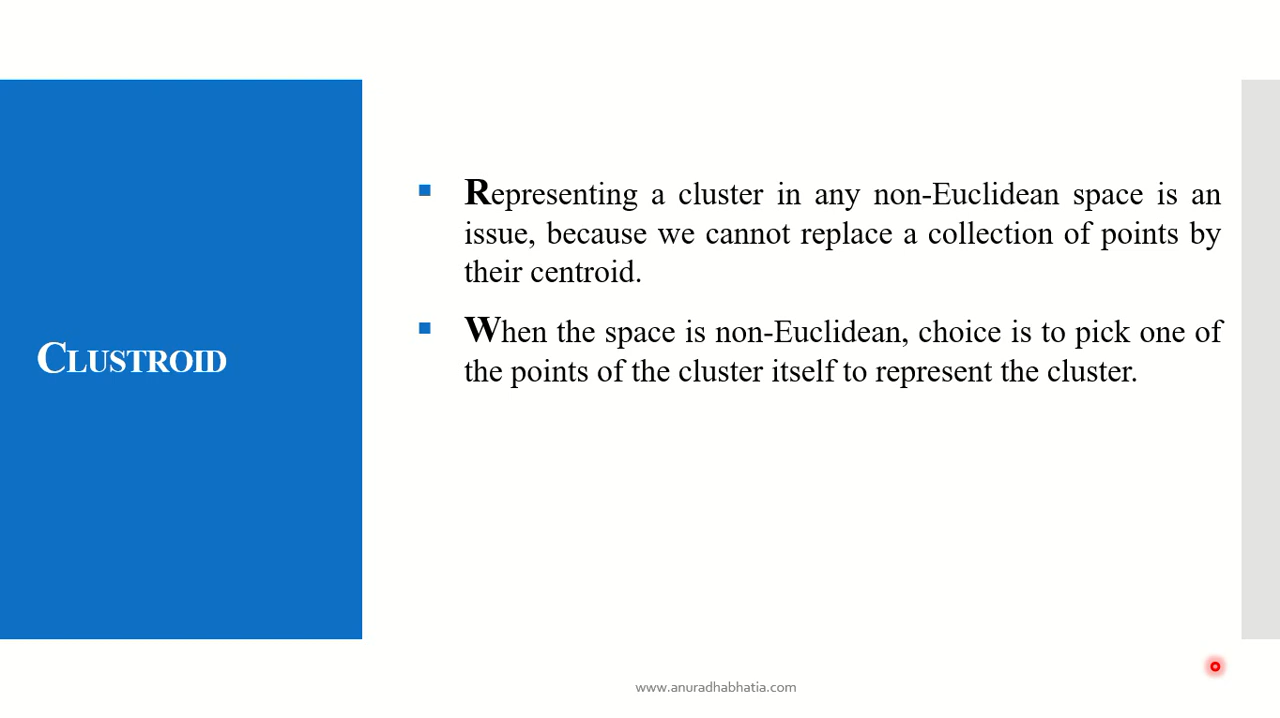 CLUSTROID
Representing a cluster in any non-Euclidean space is an
issue, because we cannot replace a collection of points by
their centroid.
When the space is non-Euclidean, choice is to pick one of
the points of the cluster itself to represent the cluster.
www.anuradhabhatia.com